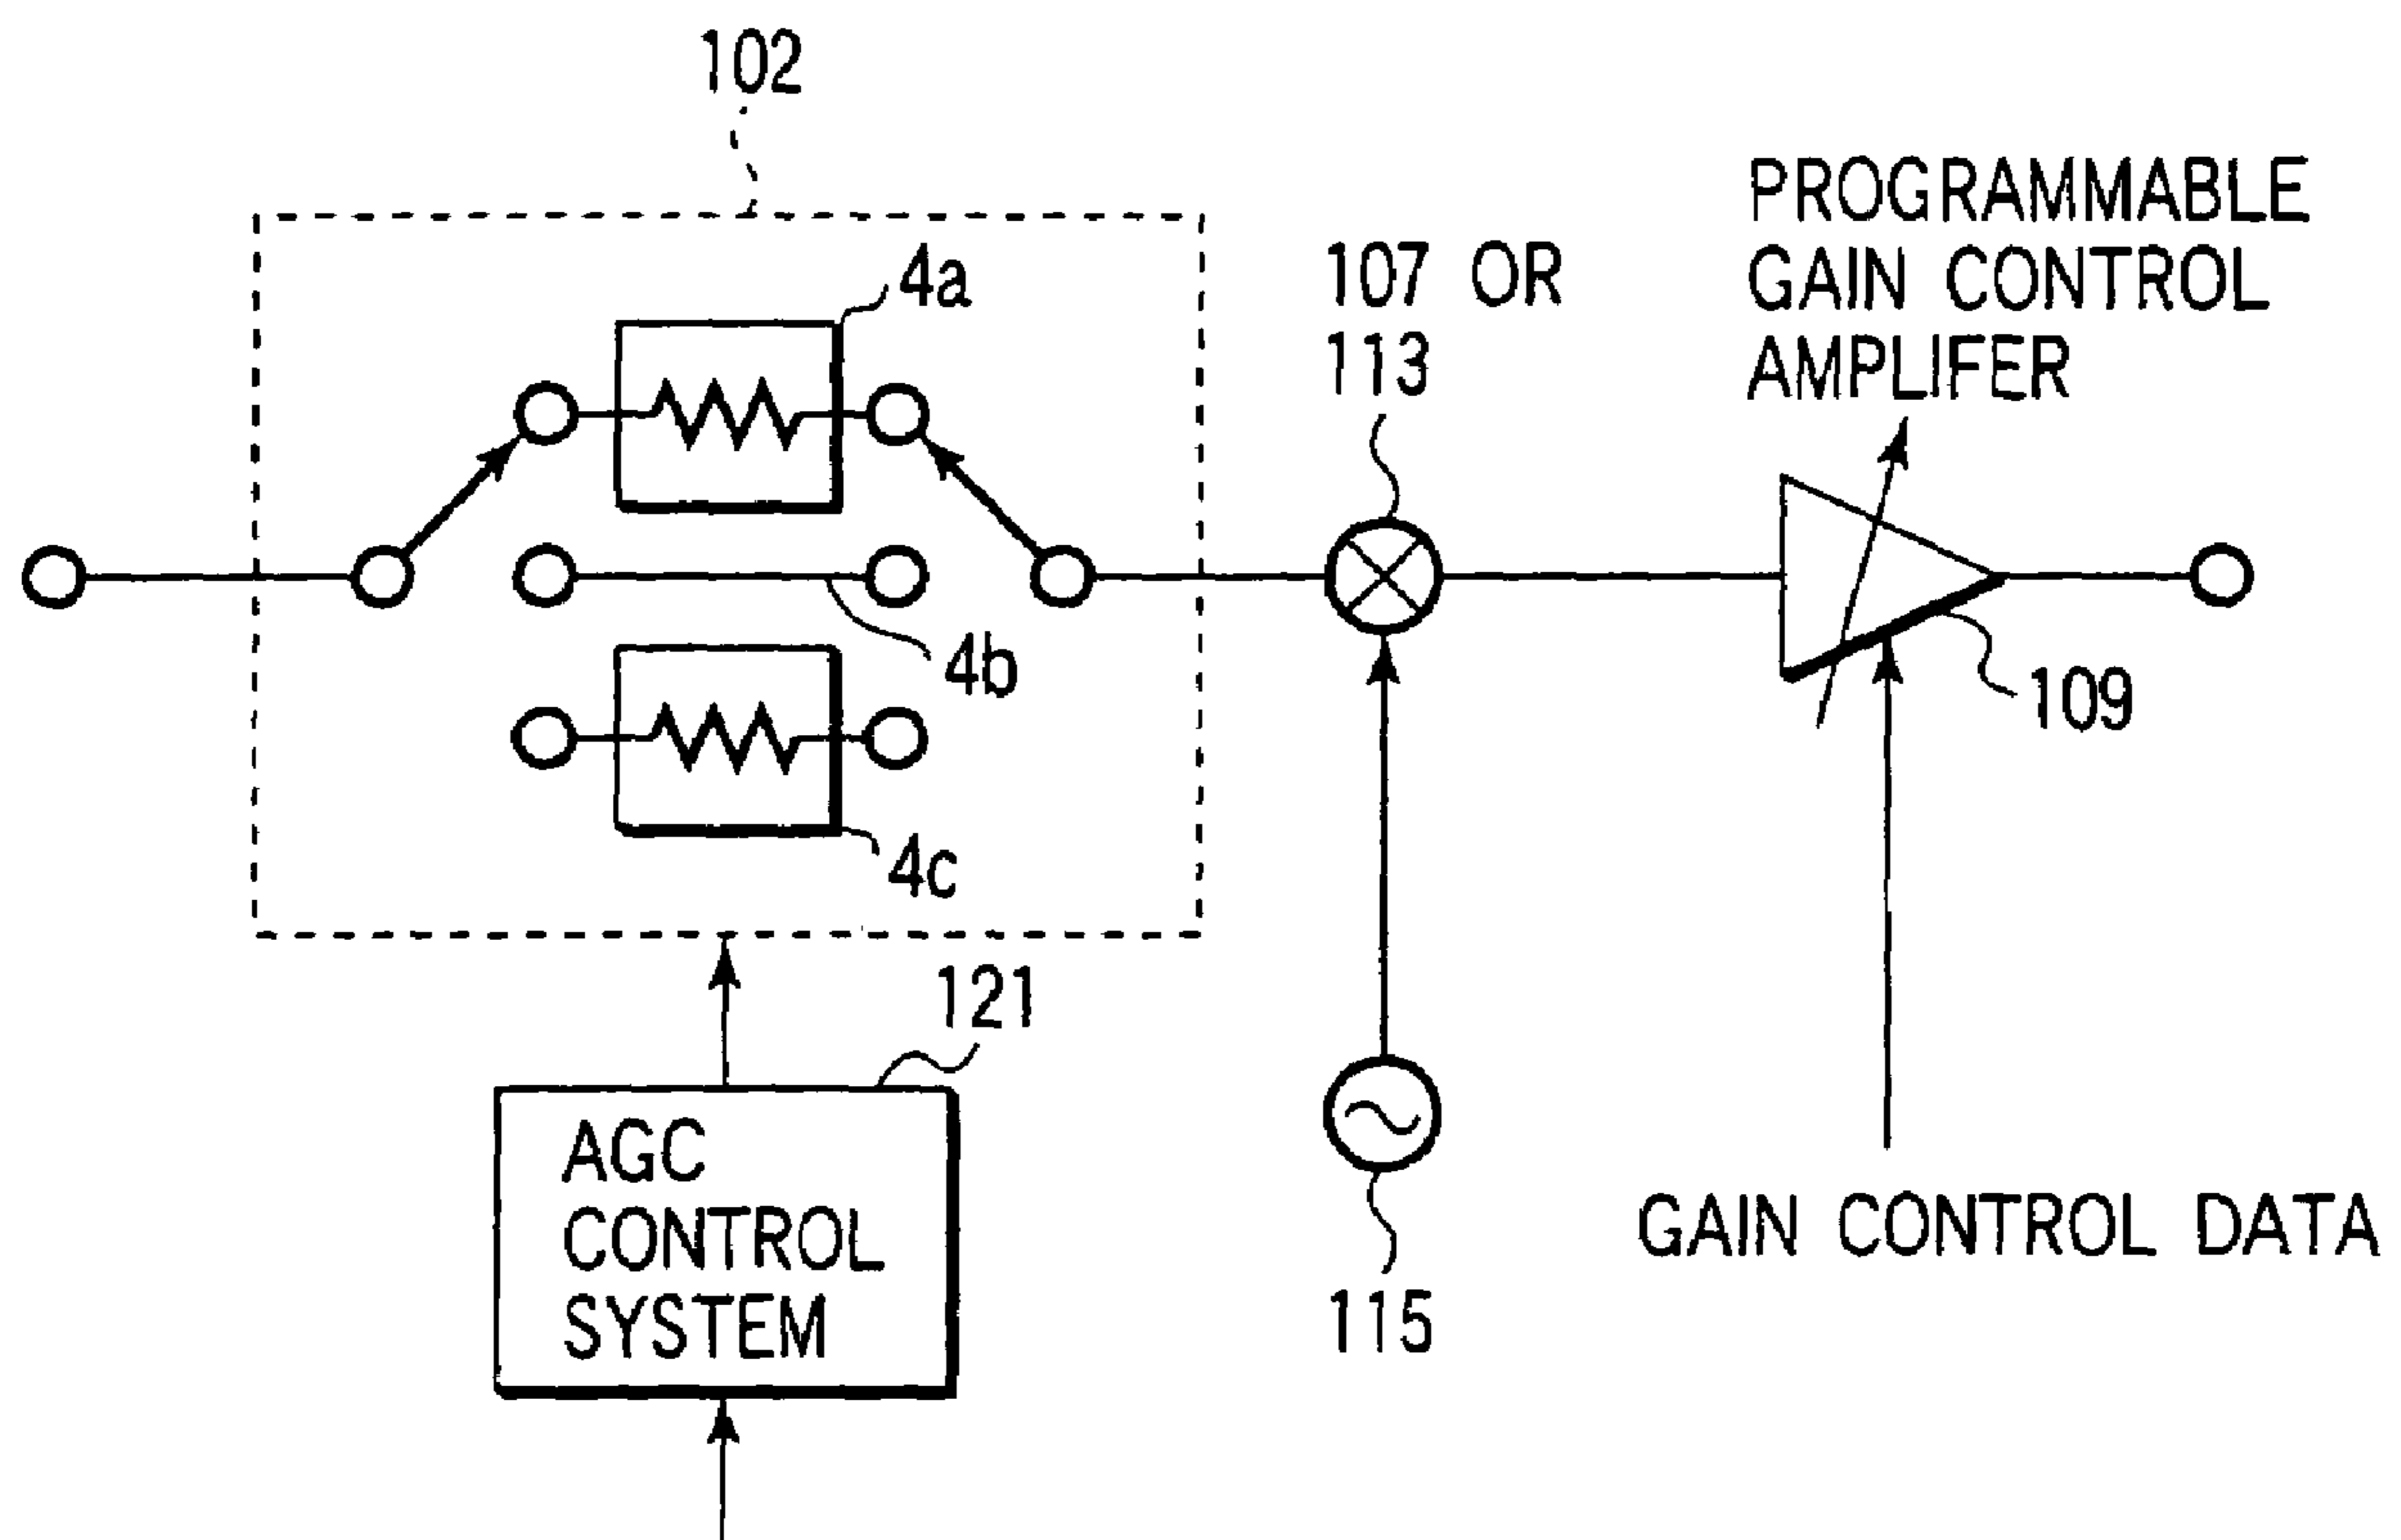 102
4a
107 OR
113
PROGRAMMABLE
GAIN CONTROL
AMPLIFER
4b
109
4c
121
AGC
CONTROL
SYSTEM
115
GAIN CONTROL DATA